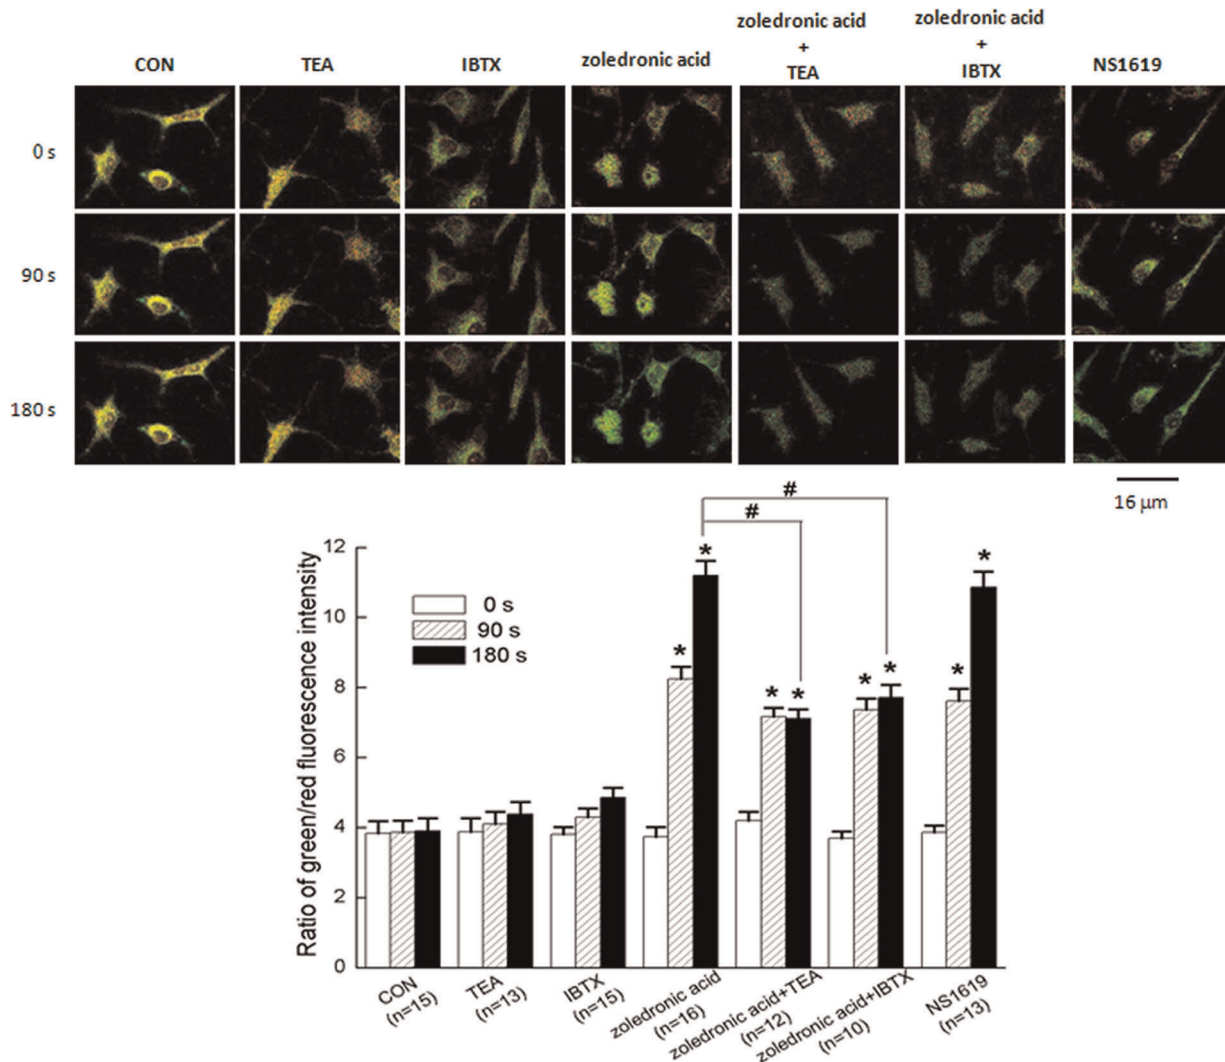 zoledronic acid
+
TEA
zoledronic acid
+
IBTX
CON
TEA
IBTX
zoledronic acid
NS1619
0 s
90 s
180 s
16 μm
#
#
Ratio of green/red fluorescence intensity
12
10
8
6
4
2
0
0 s
90 s
180 s
*
*
*
*
*
*
*
*
CON
(n=15)
TEA
(n=13)
IBTX
(n=15)
zoledronic acid
(n=16)
zoledronic acid+TEA
(n=12)
zoledronic acid+IBTX
(n=10)
NS1619
(n=13)